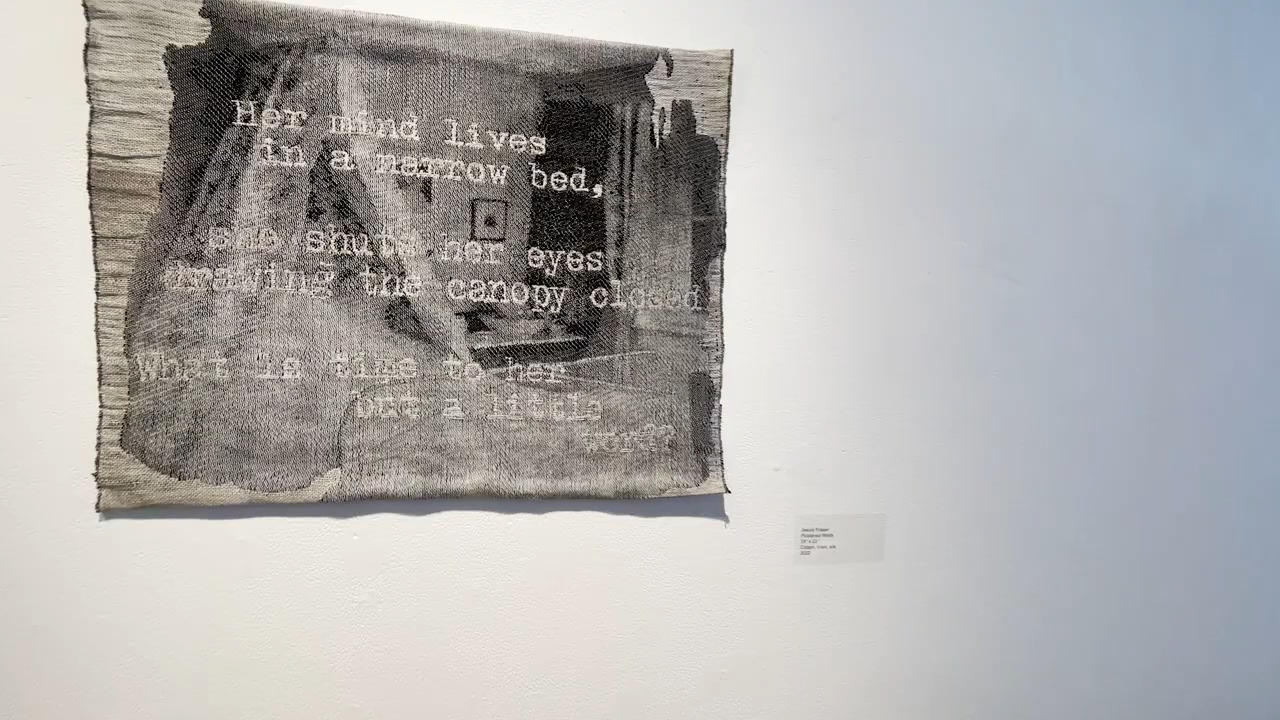 Her mind lives
in a narrow bed,
she shuts her eyes
drawing the canopy closed
What is time to her
but a little
word?
2022